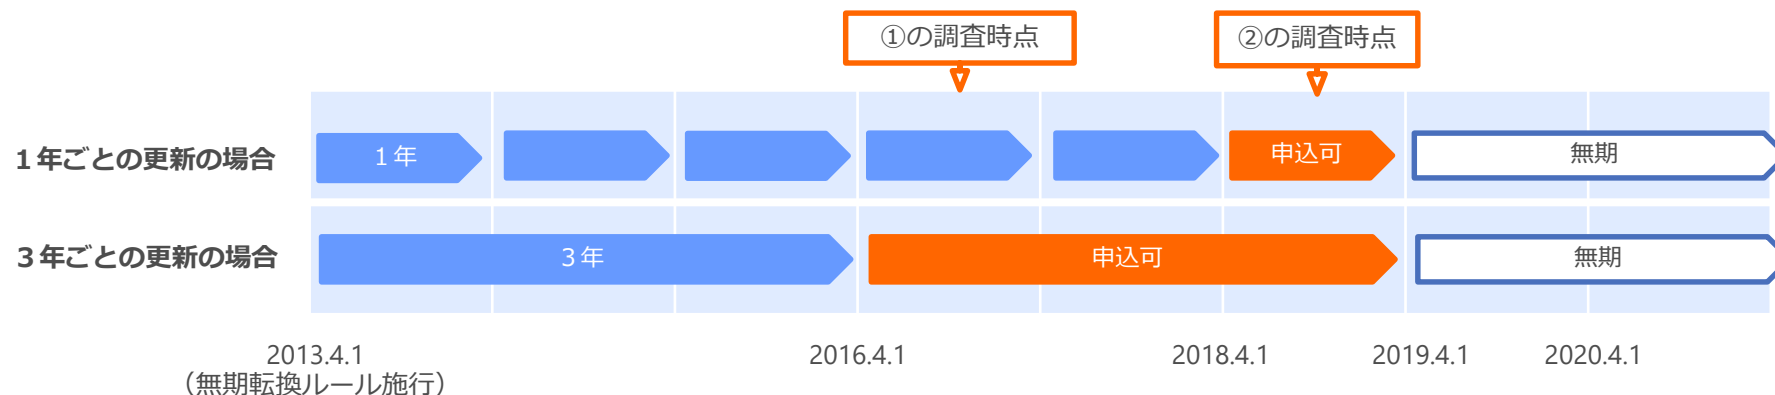 ①の調査時点
②の調査時点
１年ごとの更新の場合
１年
申込可
無期
３年ごとの更新の場合
３年
申込可
無期
2013.4.1
2016.4.1
2018.4.1
2019.4.1
2020.4.1
（無期転換ルール施行）